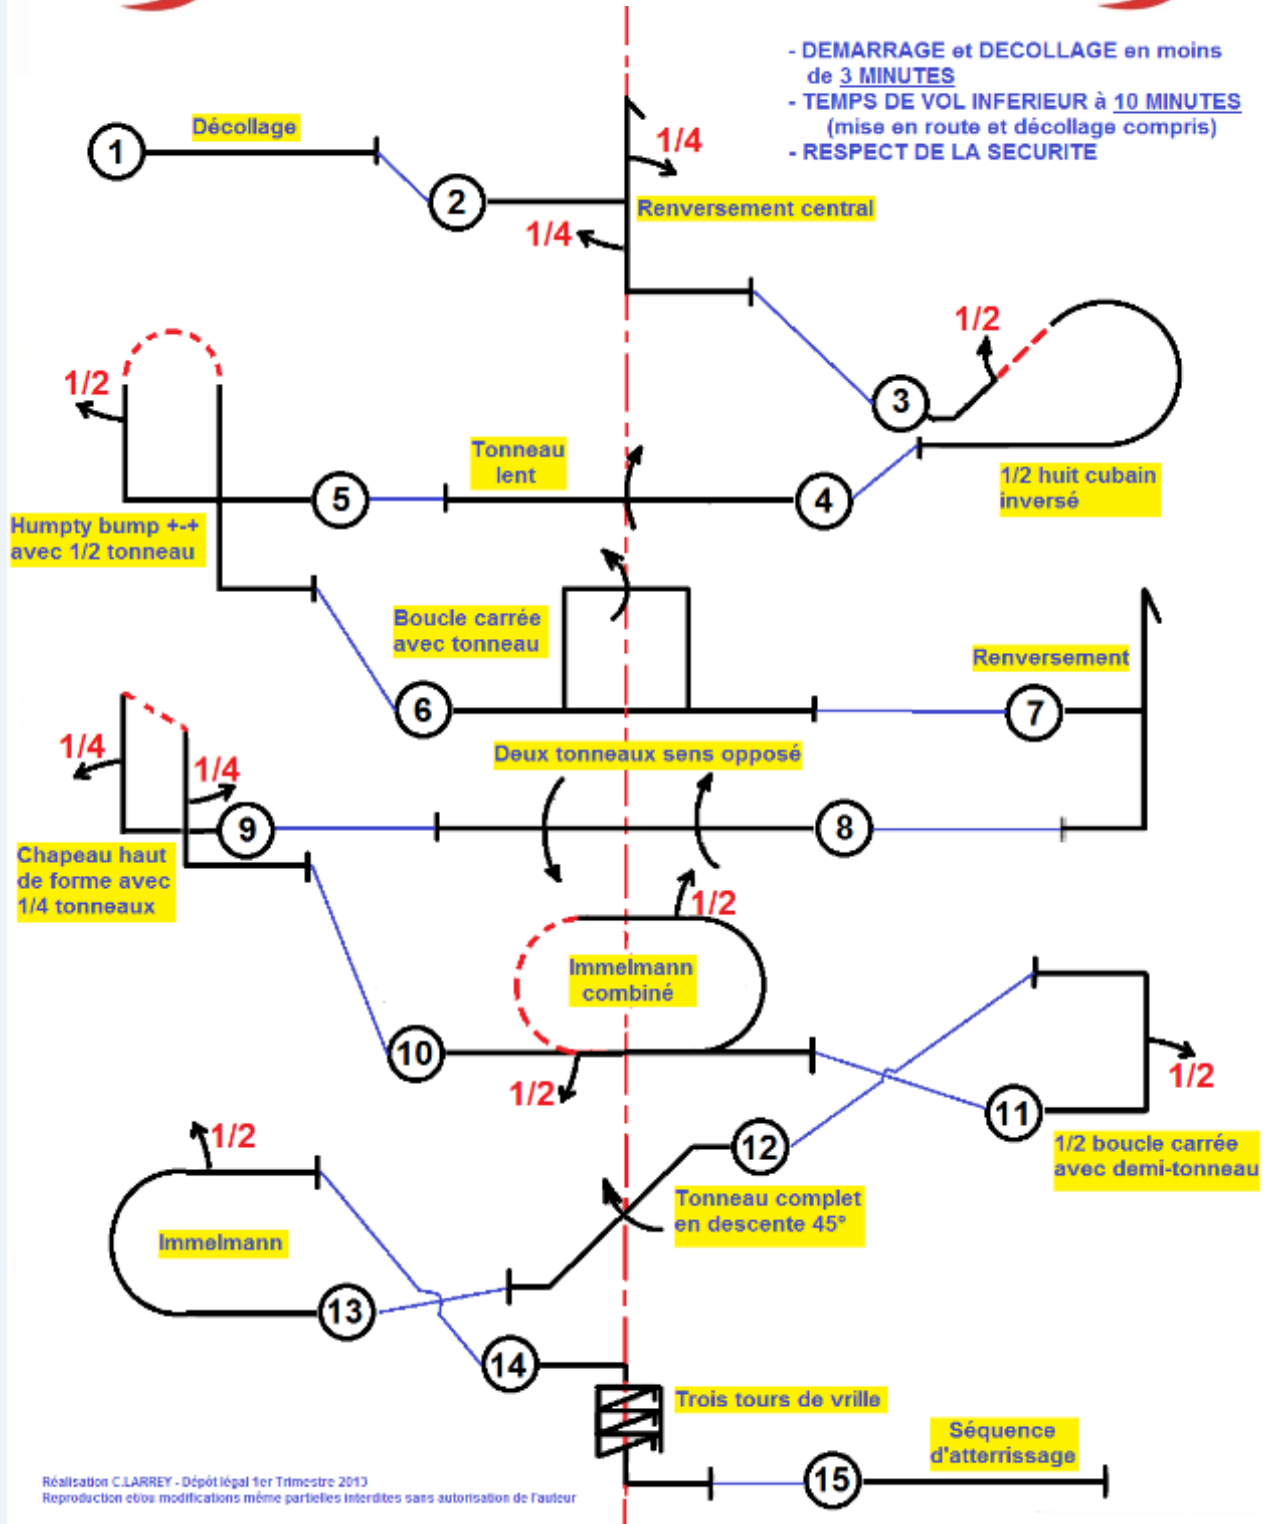 - DEMARRAGE et DECOLLAGE en moins
de 3 MINUTES
- TEMPS DE VOL INFERIEUR à 10 MINUTES
(mise en route et décollage compris)
- RESPECT DE LA SECURITE
Décollage
1
2
1/4
Renversement central
1/4
1/2
3
1/2
Tonneau
lent
1/2 huit cubain
inversé
5
4
Humpty bump +-+
avec 1/2 tonneau
Boucle carrée
avec tonneau
Renversement
6
7
1/4
1/4
Deux tonneaux sens opposé
9
8
Chapeau haut
de forme avec
1/4 tonneaux
1/2
Immelmann
combiné
10
1/2
1/2
11
1/2 boucle carrée
avec demi-tonneau
1/2
12
Tonneau complet
en descente 45°
Immelmann
13
14
Trois tours de vrille
Séquence
d'atterrissage
15
Réalisation C.LARREY - Dépôt légal 1er Trimestre 2013
Reproduction et/ou modifications même partielles interdites sans autorisation de l'auteur